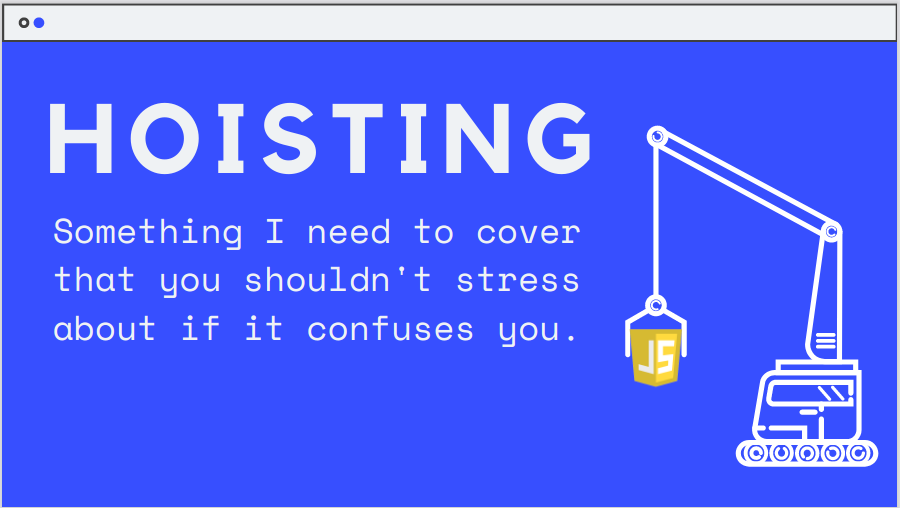 HOISTING
Something I need to cover
that you shouldn't stress
about if it confuses you.
JS